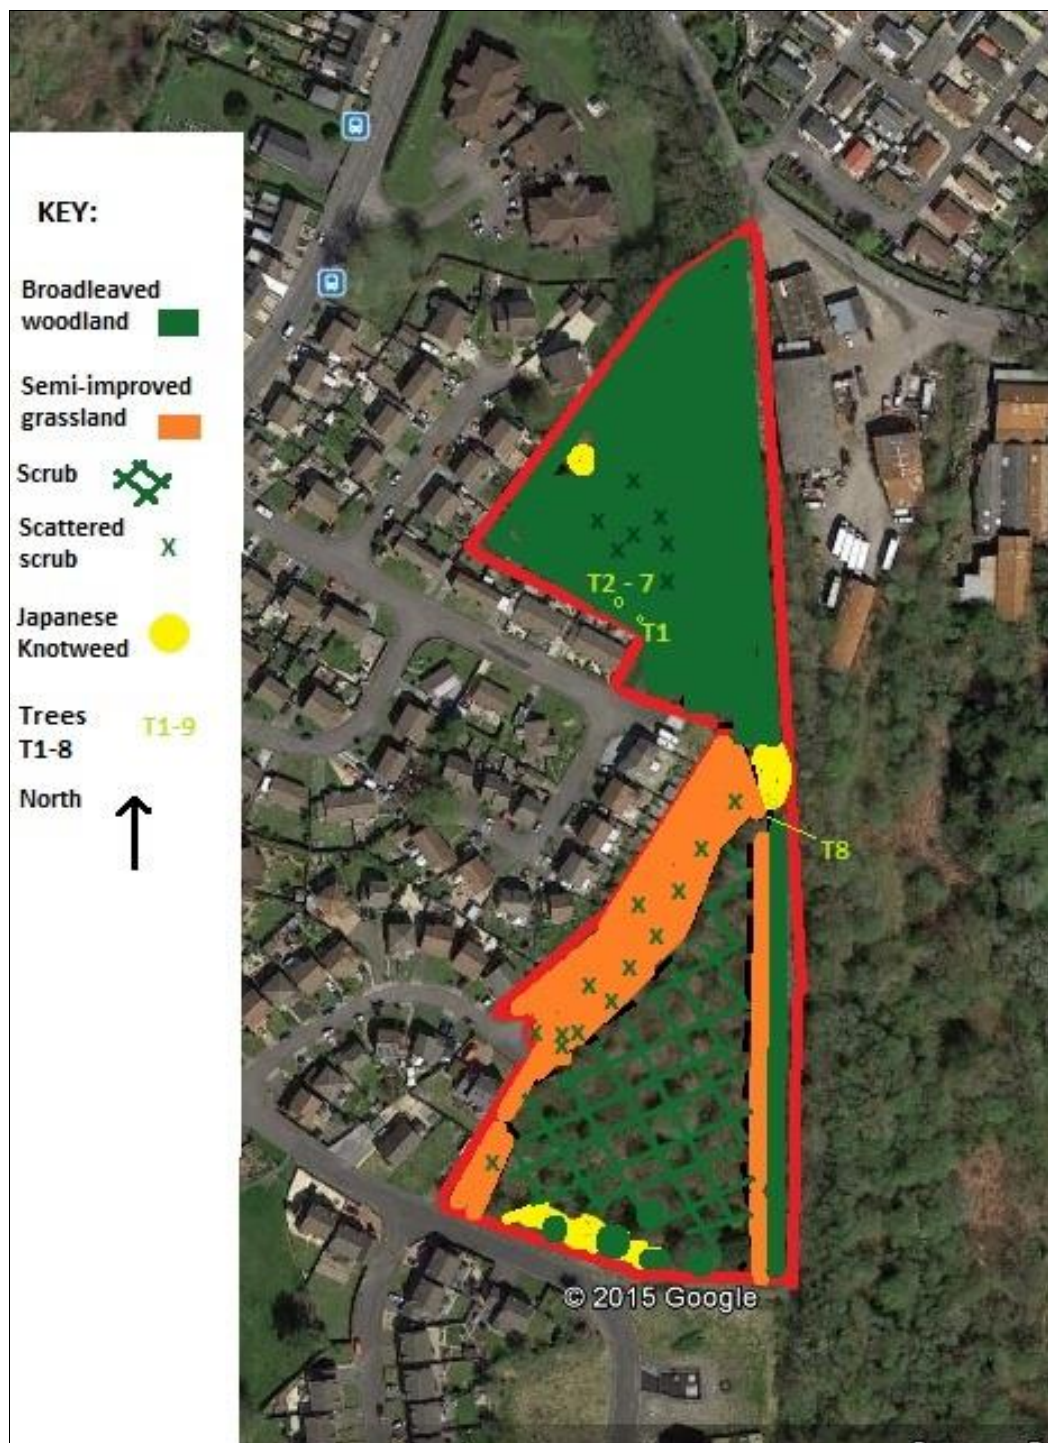 KEY:
Broadleaved
woodland
Semi-improved
grassland
Scrub
Scattered
scrub
x
Japanese
Knotweed
Trees
T1-8
T1-9
North
T2 - 7
T1
T8
© 2015 Google